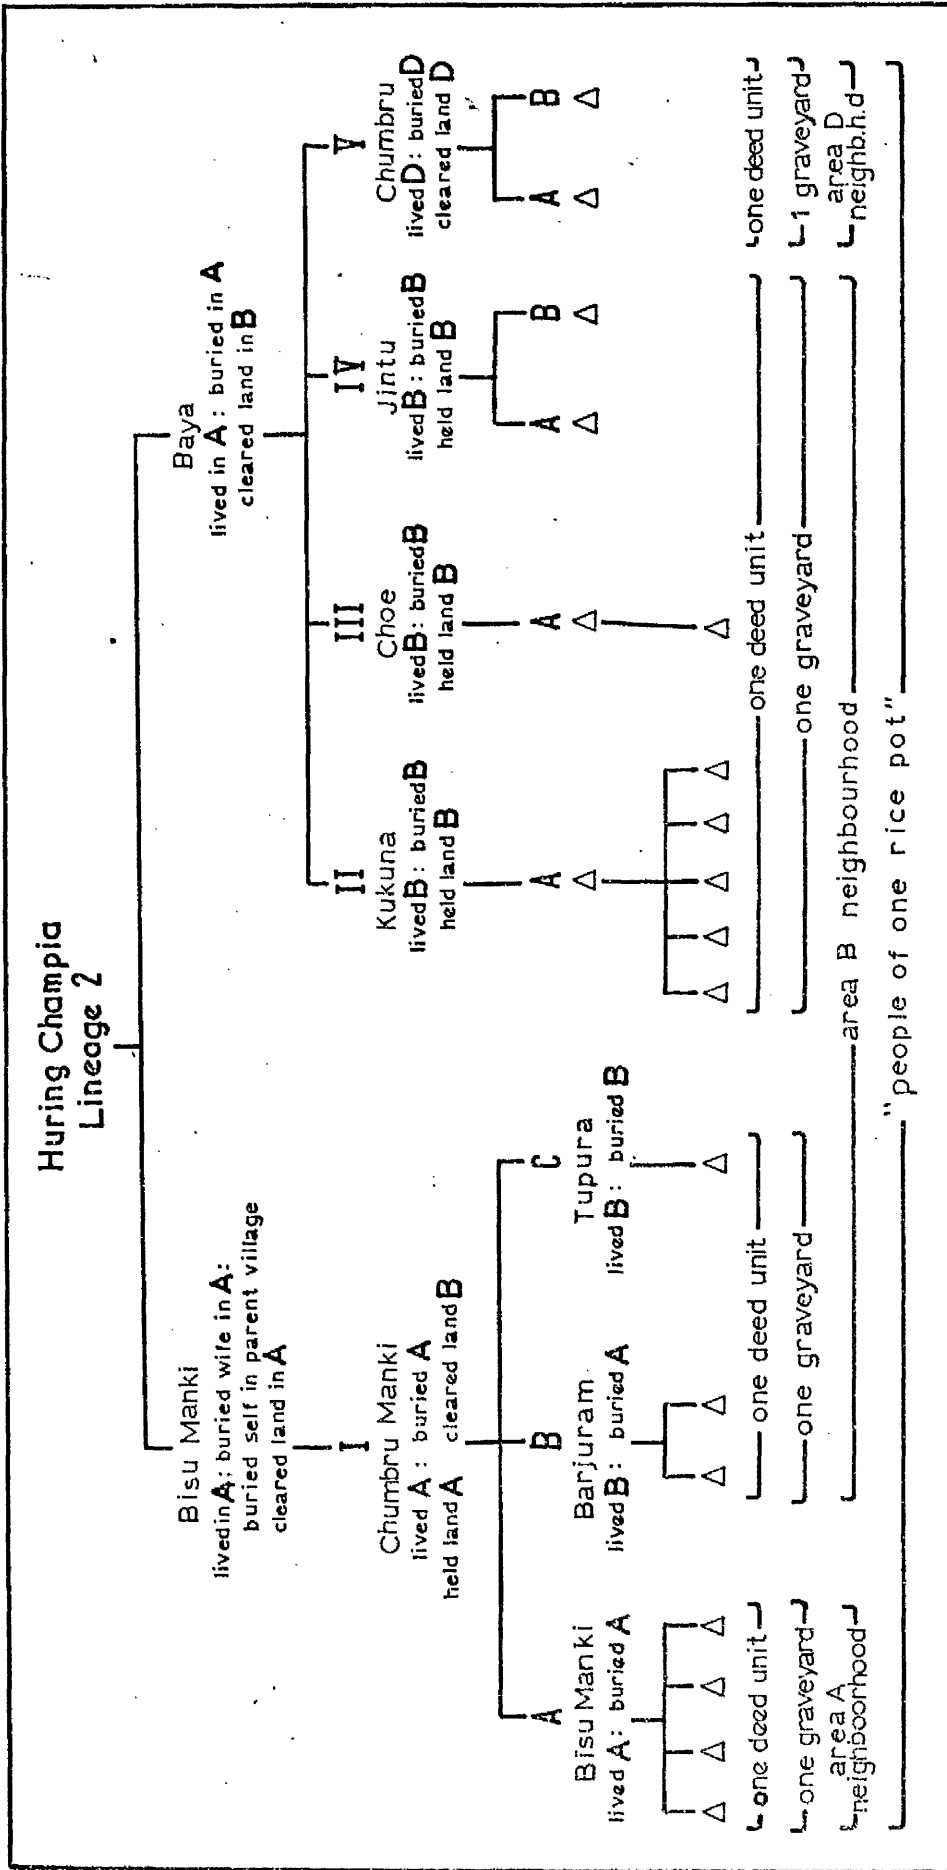 Huring Champia
Lineage 2
Bisu Manki
lived in A: buried wife in A:
buried self in parent village
cleared land in A
Baya
lived in A: buried in A
cleared land in B
I
II
III
IV
V
Chumbru Manki
lived A: buried A
held land A cleared land B
Kukuna
lived B: buried B
held land B
Choe
lived B: buried B
held land B
Jintu
lived B: buried B
held land B
Chumbru
lived D: buried D
cleared land D
A
B
C
A
A
A
B
A
B
Bisu Manki
lived A: buried A
Barjuram
lived B: buried A
Tupura
lived B: buried B
one deed unit
one deed unit
one deed unit
one deed unit
one graveyard
one graveyard
one graveyard
1 graveyard
area A
neighboorhood
area B neighbourhood
area D
neighb.h.d
"people of one rice pot"